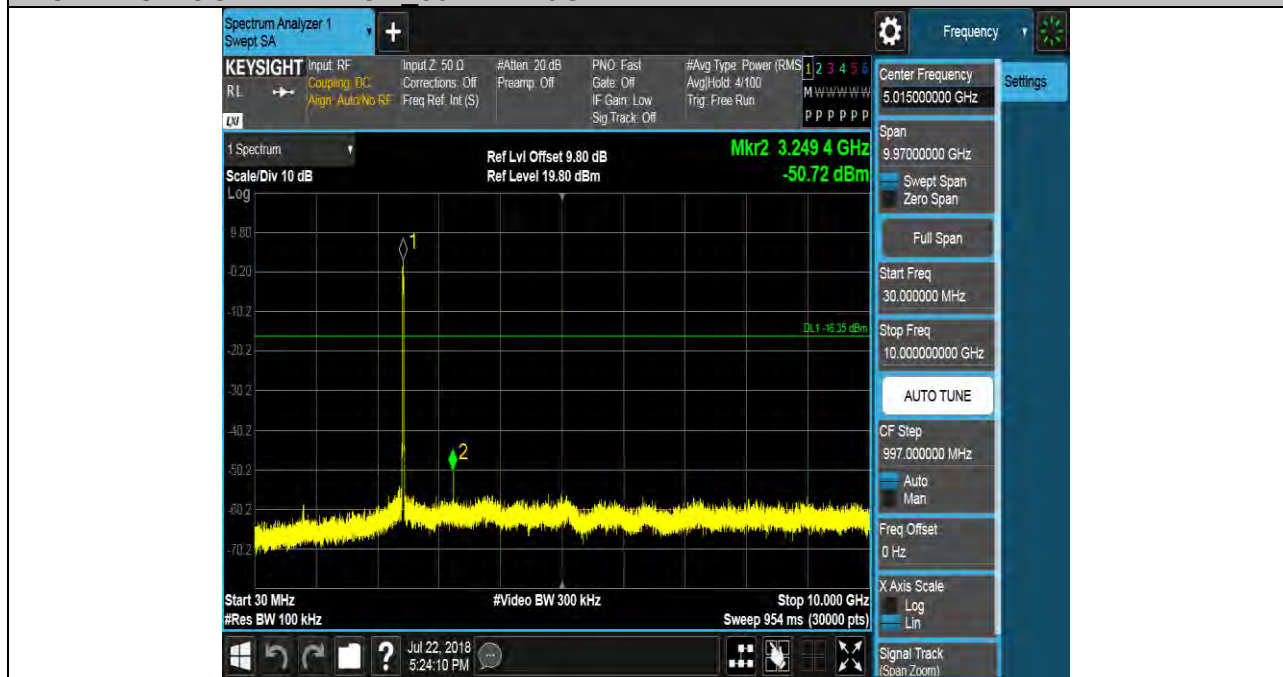 Spectrum Analyzer 1
Swept SA
+
Frequency
KEYSIGHT
RL
LXI
Input: RF
Coupling: DC
Align: Auto/No RF
Input Z: 50 Ω
Corrections: Off
Freq Ref: Int (S)
#Atten: 20 dB
Preamp: Off
PNO: Fast
Gate: Off
IF Gain: Low
Sig Track: Off
#Avg Type: Power (RMS
Avg|Hold: 4/100
Trig: Free Run
1 2 3 4 5 6
M W W W W W
P P P P P P
Center Frequency
5.015000000 GHz
Settings
Span
9.97000000 GHz
Swept Span
Zero Span
Full Span
Start Freq
30.000000 MHz
Stop Freq
10.000000000 GHz
AUTO TUNE
CF Step
997.000000 MHz
Auto
Man
Freq Offset
0 Hz
X Axis Scale
Log
Lin
Signal Track
(Span Zoom)
1 Spectrum
Scale/Div 10 dB
Log
Ref Lvl Offset 9.80 dB
Ref Level 19.80 dBm
Mkr2 3.249 4 GHz
-50.72 dBm
9.80
-0.20
-10.2
-20.2
-30.2
-40.2
-50.2
-60.2
-70.2
1
2
DL1 -16.35 dBm
Start 30 MHz
#Res BW 100 kHz
#Video BW 300 kHz
Stop 10.000 GHz
Sweep 954 ms (30000 pts)
?
Jul 22, 2018
5:24:10 PM